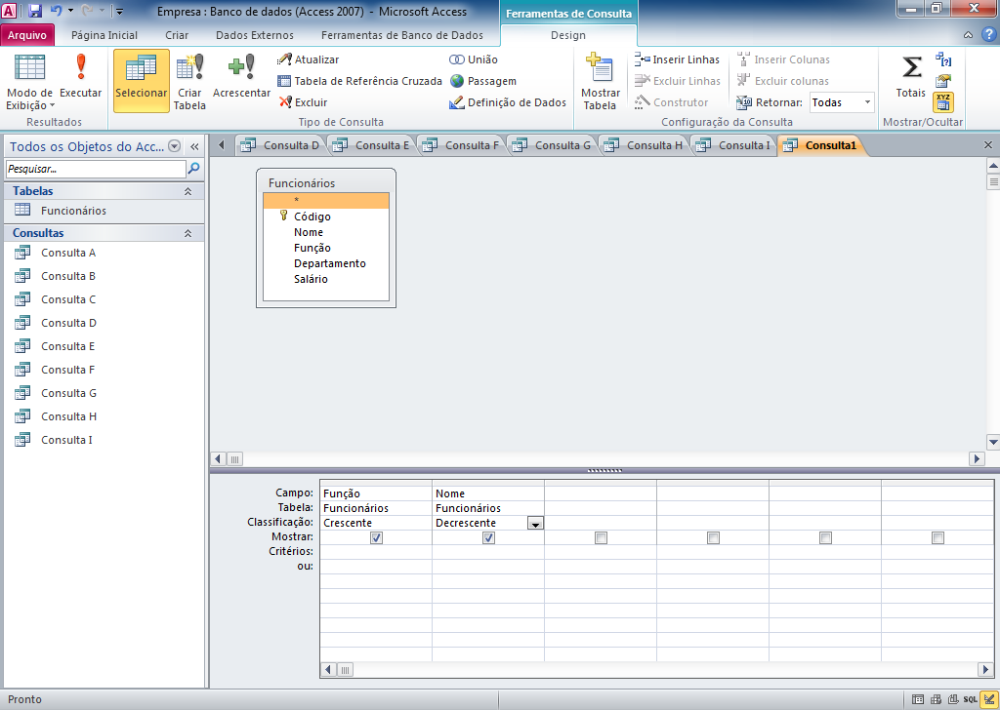 Empresa : Banco de dados (Access 2007) - Microsoft Access
Ferramentas de Consulta
Arquivo
Página Inicial
Criar
Dados Externos
Ferramentas de Banco de Dados
Design
Modo de Exibição
Executar
Resultados
Selecionar
Criar Tabela
Acrescentar
Atualizar
Tabela de Referência Cruzada
Excluir
União
Passagem
Definição de Dados
Tipo de Consulta
Mostrar Tabela
Inserir Linhas
Excluir Linhas
Construtor
Inserir Colunas
Excluir colunas
Retornar: Todas
Configuração da Consulta
Totais
XYZ
Mostrar/Ocultar
Todos os Objetos do Acc...
Pesquisar...
Tabelas
Funcionários
Consultas
Consulta A
Consulta B
Consulta C
Consulta D
Consulta E
Consulta F
Consulta G
Consulta H
Consulta I
Consulta D
Consulta E
Consulta F
Consulta G
Consulta H
Consulta I
Consulta1
Funcionários
*
Código
Nome
Função
Departamento
Salário
Campo: Função Nome
Tabela: Funcionários Funcionários
Classificação: Crescente Decrescente
Mostrar:
Critérios:
ou:
Pronto
SQL